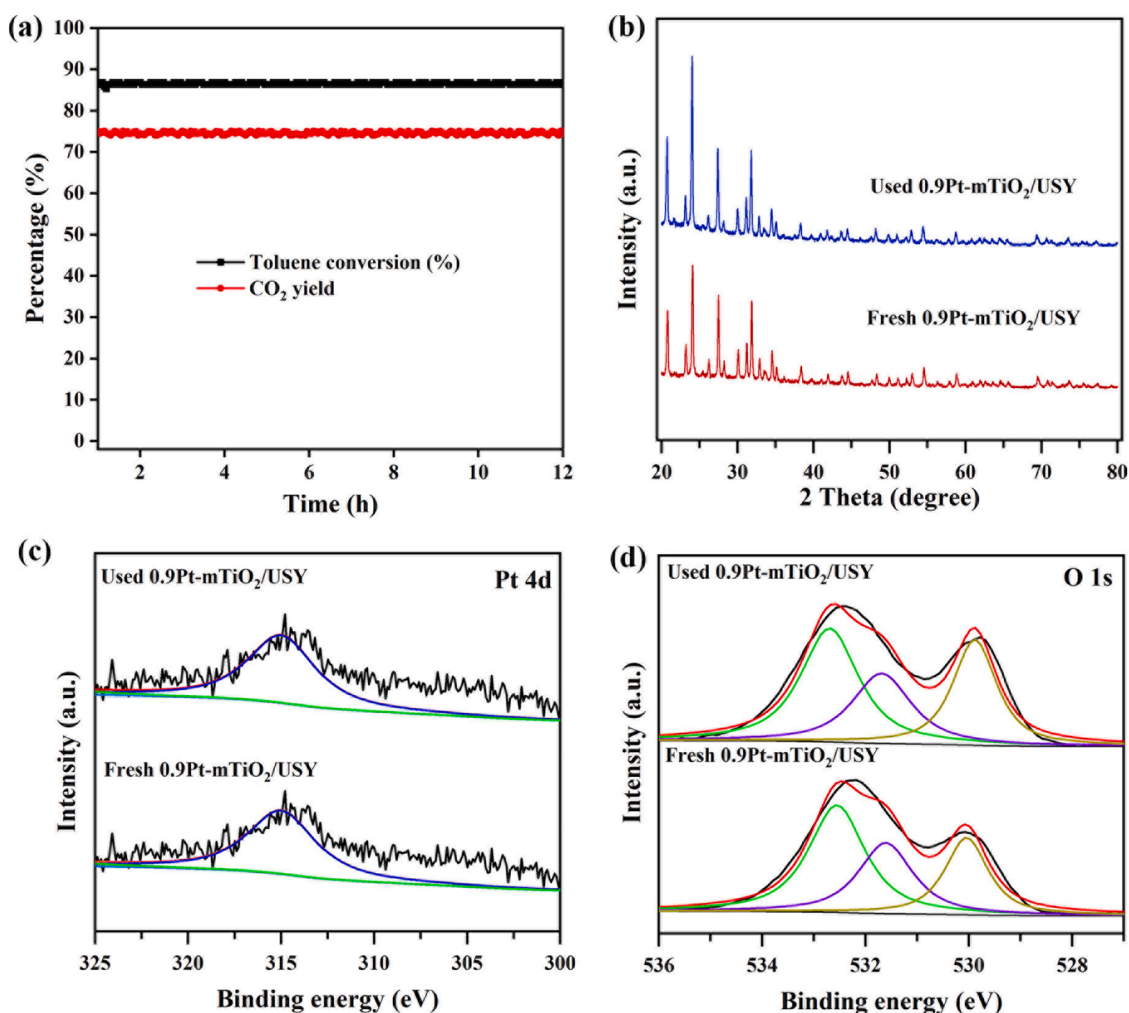 (a)
100
90
80
70
60
50
40
30
20
10
0
Percentage (%)
Toluene conversion (%)
CO₂ yield
2 4 6 8 10 12
Time (h)
(b)
Intensity (a.u.)
Used 0.9Pt-mTiO₂/USY
Fresh 0.9Pt-mTiO₂/USY
20 30 40 50 60 70 80
2 Theta (degree)
(c)
Used 0.9Pt-mTiO₂/USY
Pt 4d
Intensity (a.u.)
Fresh 0.9Pt-mTiO₂/USY
325 320 315 310 305 300
Binding energy (eV)
(d)
Used 0.9Pt-mTiO₂/USY
O 1s
Intensity (a.u.)
Fresh 0.9Pt-mTiO₂/USY
536 534 532 530 528
Binding energy (eV)